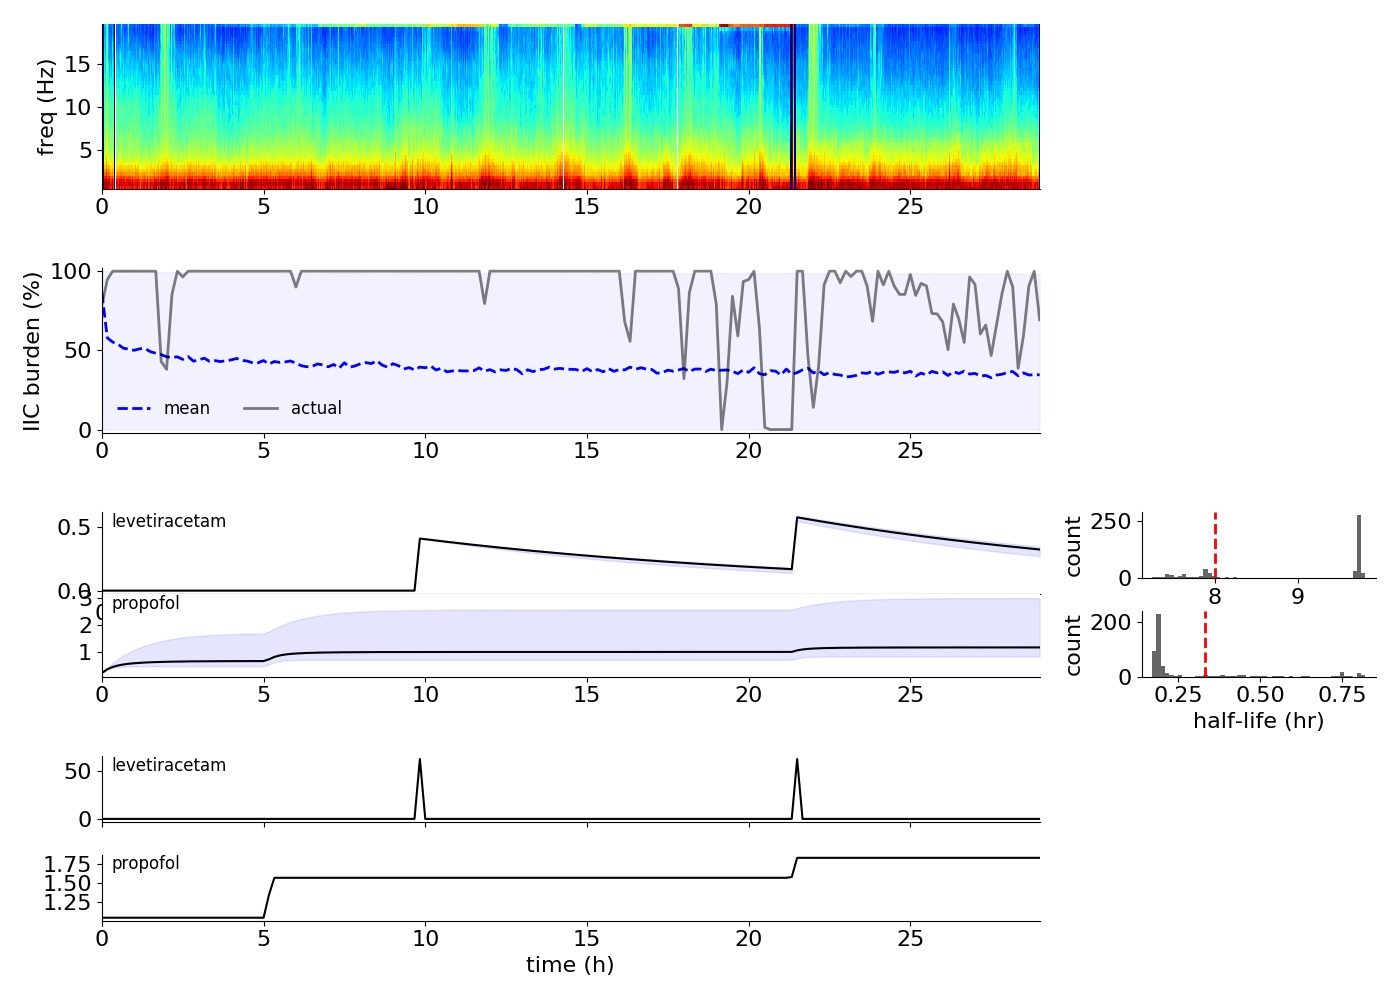 freq (Hz)
15
10
5
0 5 10 15 20 25
IIC burden (%)
100
50
0
mean actual
0 5 10 15 20 25
levetiracetam
0.5
0.0
0
propofol
3
2
1
0 5 10 15 20 25
count
250
0
8 9
count
200
0
0.25 0.50 0.75
half-life (hr)
levetiracetam
50
0
propofol
1.75
1.50
1.25
0 5 10 15 20 25
time (h)